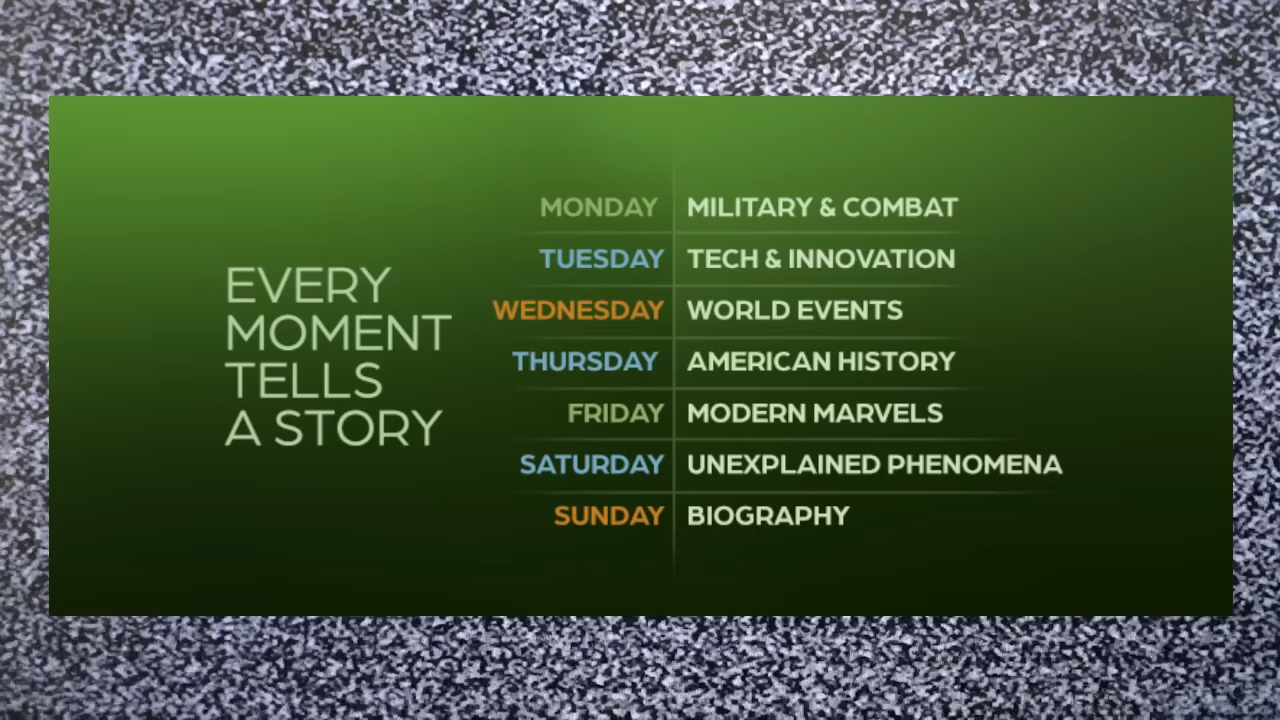 EVERY
MOMENT
TELLS
A STORY
MONDAY MILITARY & COMBAT
TUESDAY TECH & INNOVATION
WEDNESDAY WORLD EVENTS
THURSDAY AMERICAN HISTORY
FRIDAY MODERN MARVELS
SATURDAY UNEXPLAINED PHENOMENA
SUNDAY BIOGRAPHY